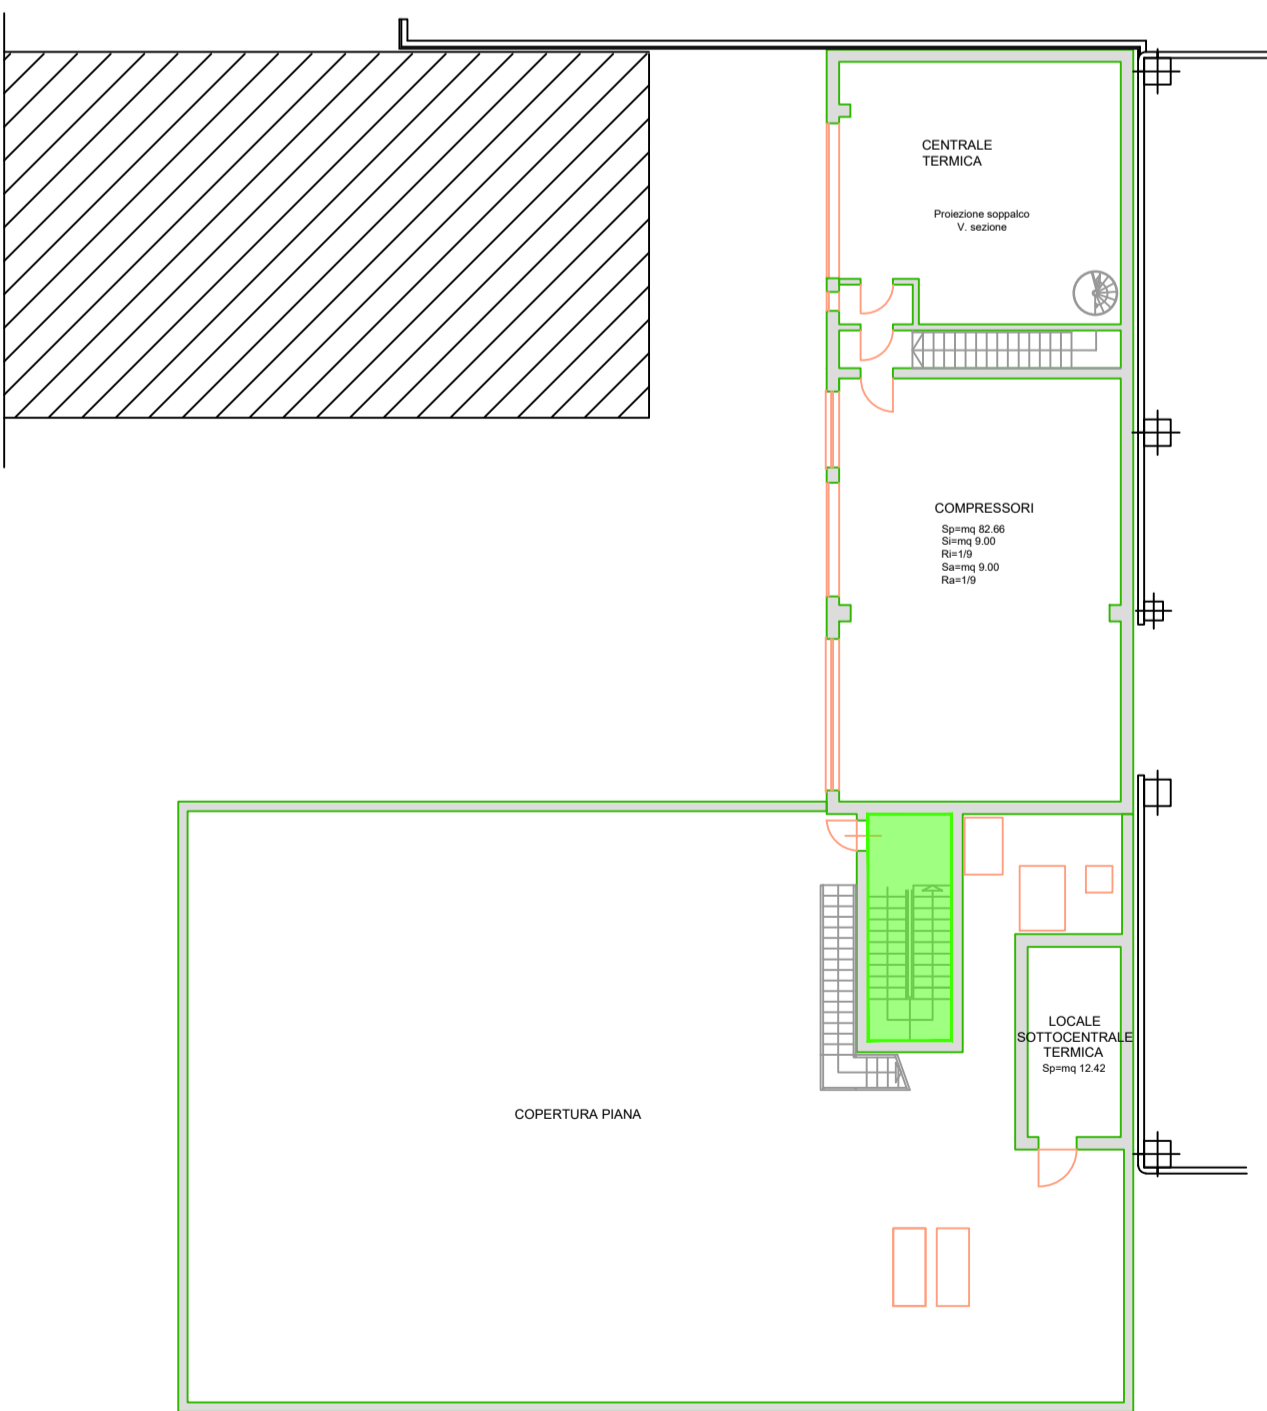 CENTRALE
TERMICA
Proiezione soppalco
V. sezione
COMPRESSORI
Sp=mq 82.66
Si=mq 9.00
Ri=1/9
Sa=mq 9.00
Ra=1/9
LOCALE
SOTTOCENTRALE
TERMICA
Sp=mq 12.42
COPERTURA PIANA